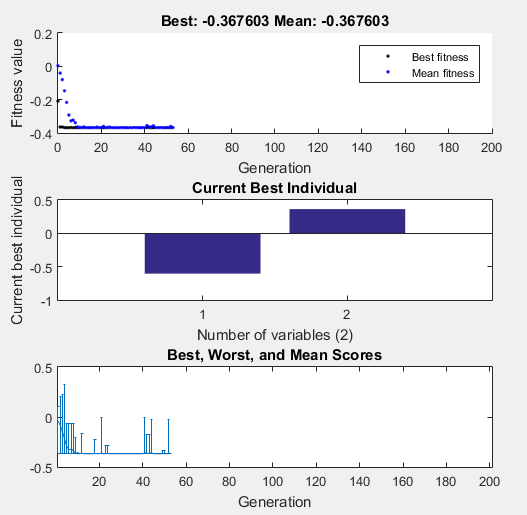 Best: -0.367603 Mean: -0.367603
0.2
0
-0.2
-0.4
Fitness value
Best fitness
Mean fitness
0 20 40 60 80 100 120 140 160 180 200
Generation
Current Best Individual
0.5
0
-0.5
-1
Current best individual
1 2
Number of variables (2)
Best, Worst, and Mean Scores
0.5
0
-0.5
20 40 60 80 100 120 140 160 180 200
Generation